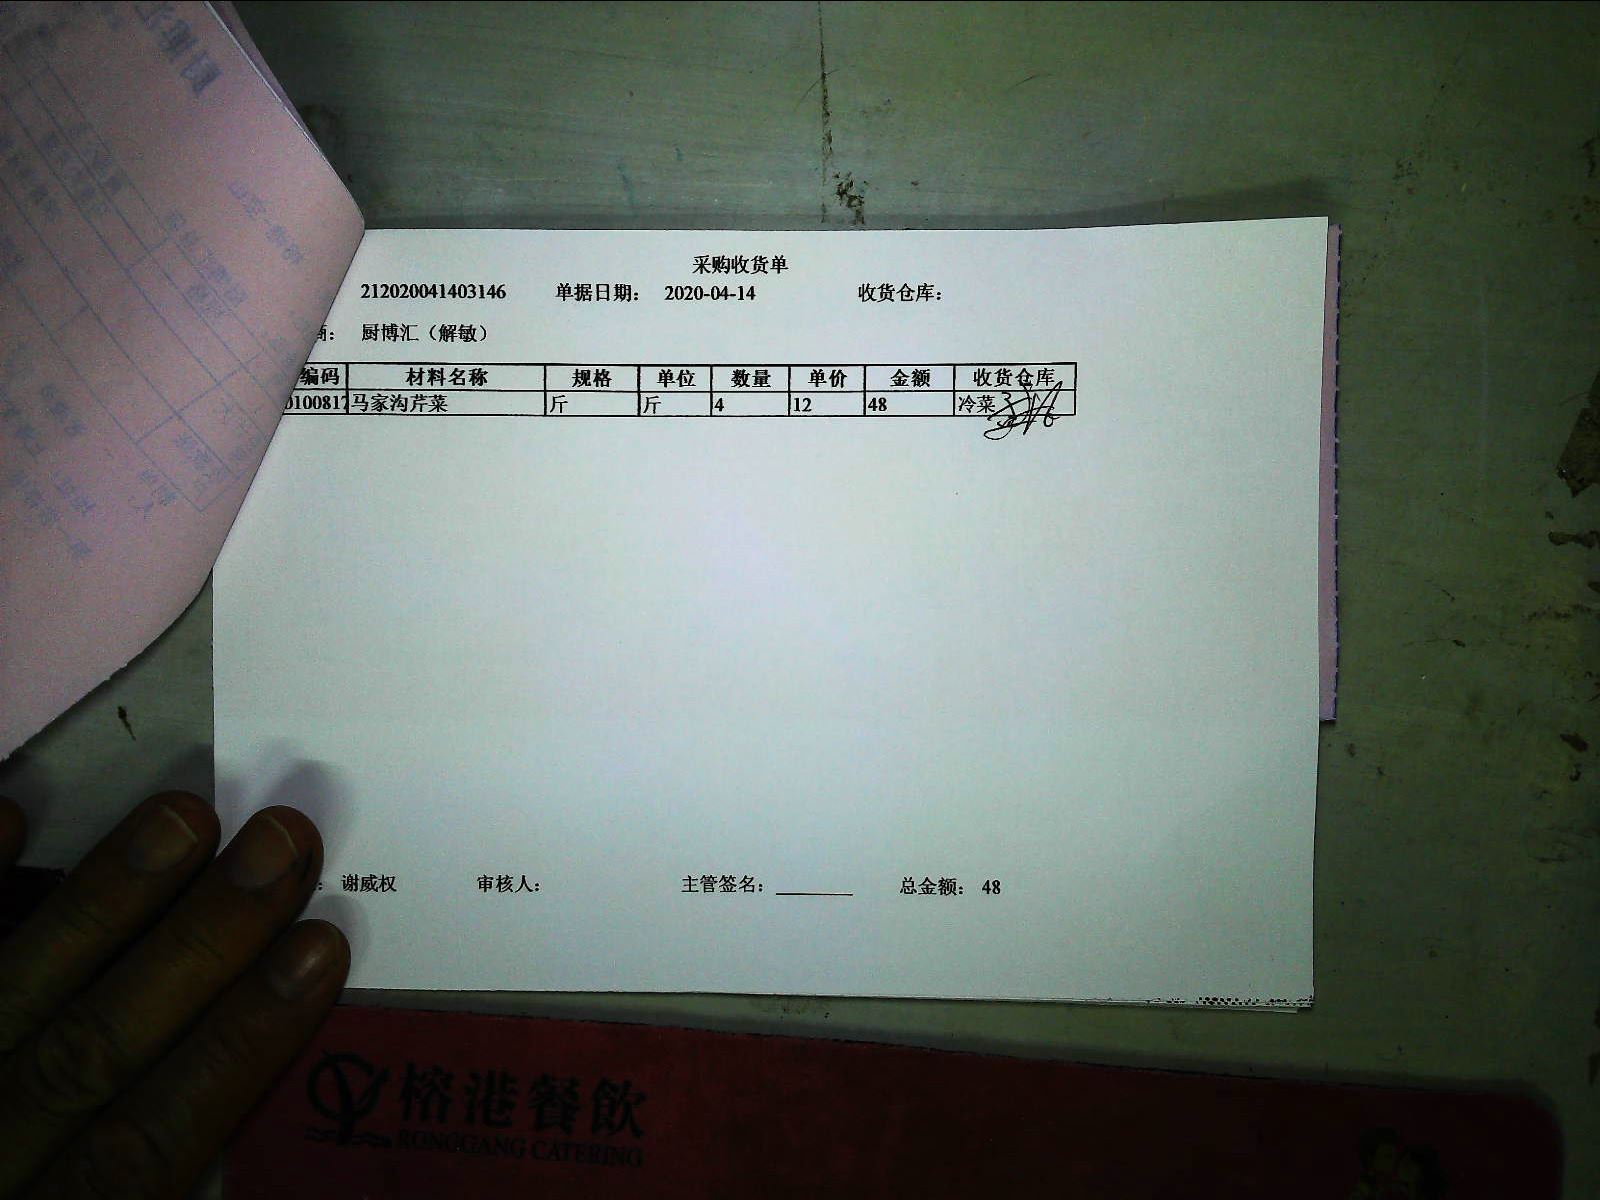 采购收货单
212020041403146 单据日期： 2020-04-14 收货仓库：
商： 厨博汇（解敏）
编码 材料名称 规格 单位 数量 单价 金额 收货仓库
0100817 马家沟芹菜 斤 斤 4 12 48 冷菜
： 谢威权 审核人： 主管签名： 总金额： 48
榕港餐飲
RONGGANG CATERING